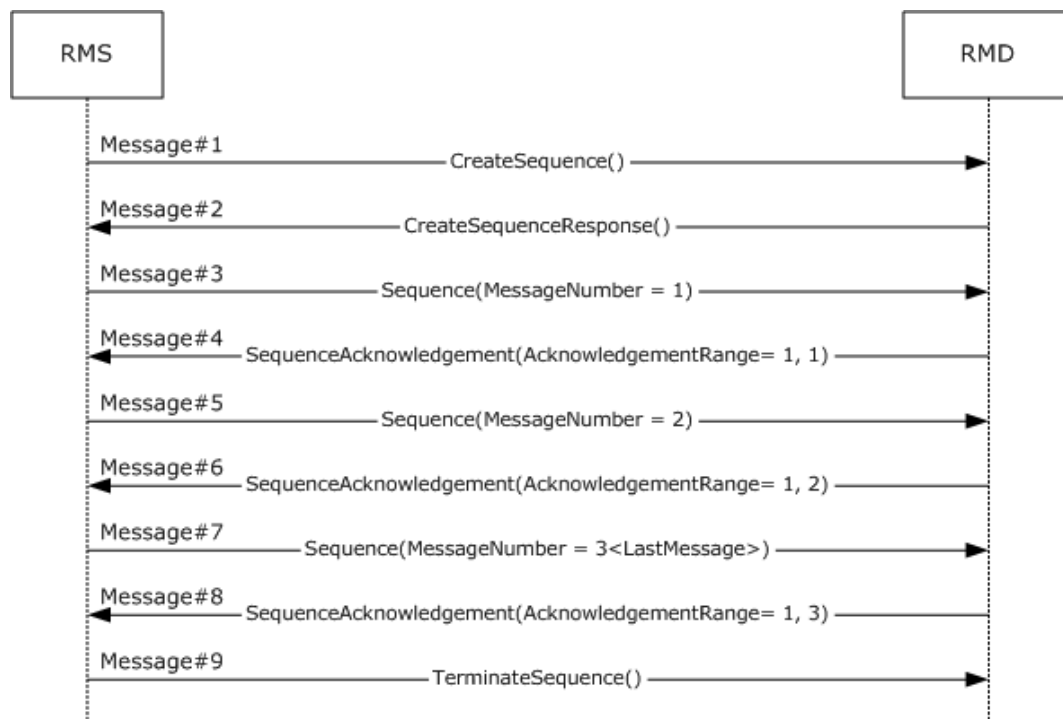 RMS
RMD
Message#1
CreateSequence()
Message#2
CreateSequenceResponse()
Message#3
Sequence(MessageNumber = 1)
Message#4
SequenceAcknowledgement(AcknowledgementRange= 1, 1)
Message#5
Sequence(MessageNumber = 2)
Message#6
SequenceAcknowledgement(AcknowledgementRange= 1, 2)
Message#7
Sequence(MessageNumber = 3<LastMessage>)
Message#8
SequenceAcknowledgement(AcknowledgementRange= 1, 3)
Message#9
TerminateSequence()